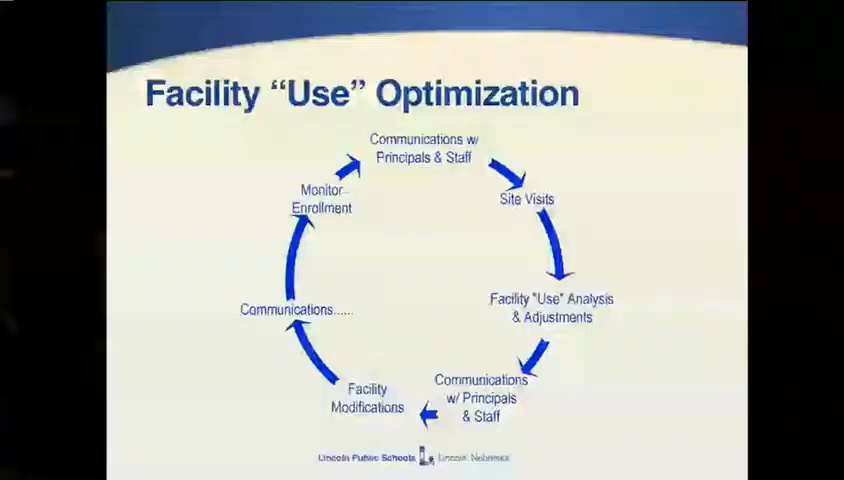 Facility “Use” Optimization
Communications w/
Principals & Staff
Site Visits
Facility "Use" Analysis
& Adjustments
Communications
w/ Principals
& Staff
Facility
Modifications
Communications......
Monitor
Enrollment
Lincoln Public Schools
Lincoln, Nebraska